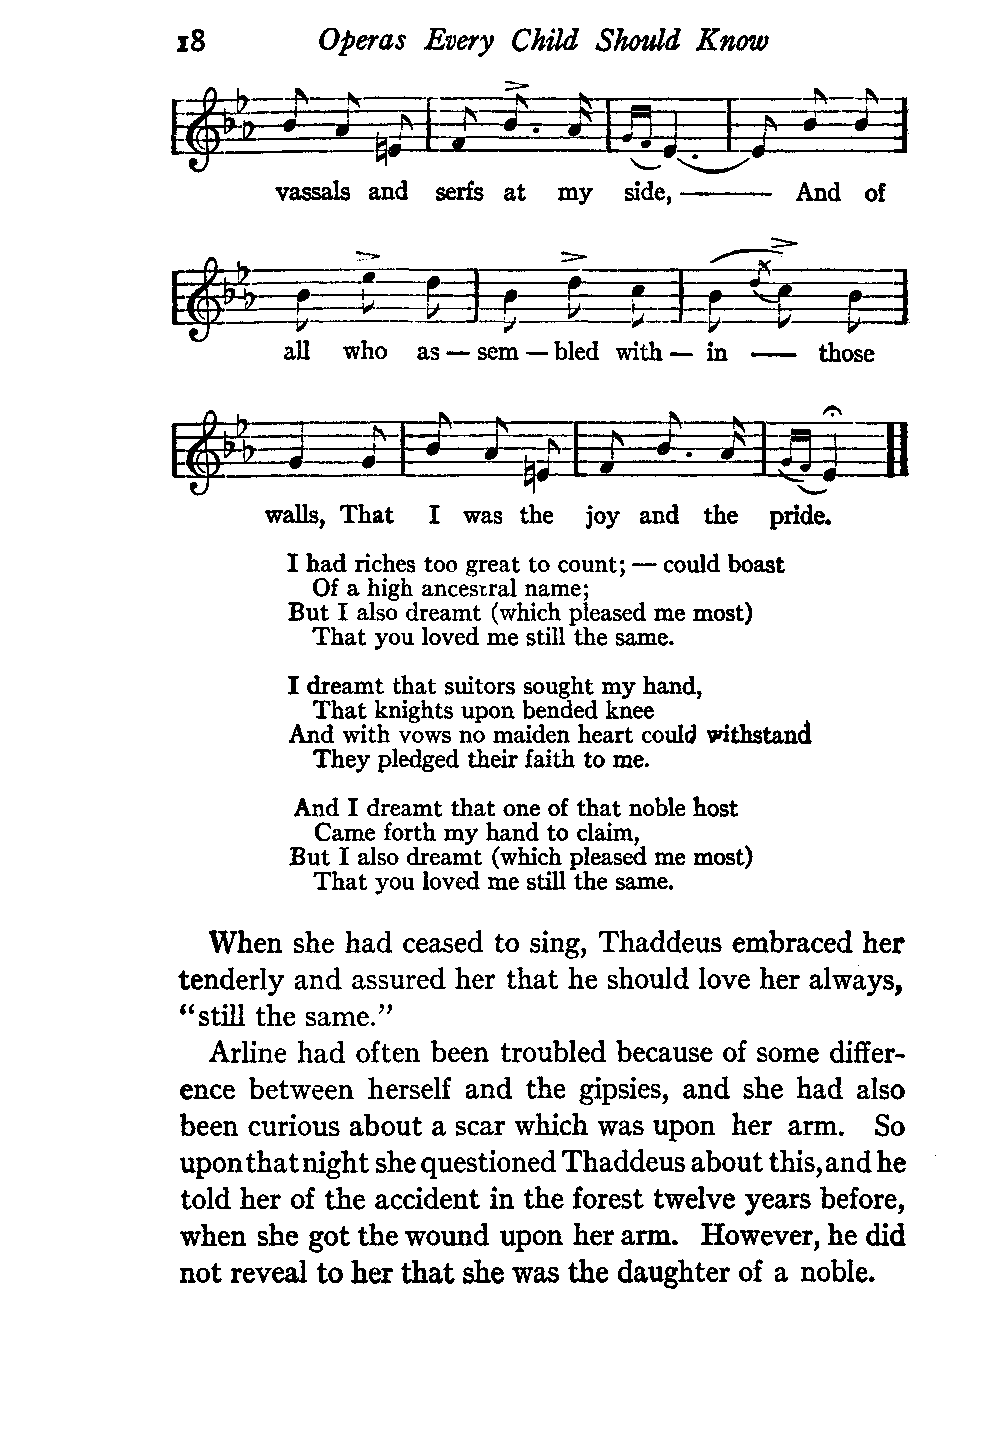 18 Operas Every Child Should Know
vassals and serfs at my side, ——— And of
all who as — sem — bled with — in —— those
walls, That I was the joy and the pride.
I had riches too great to count; — could boast
Of a high ancestral name;
But I also dreamt (which pleased me most)
That you loved me still the same.
I dreamt that suitors sought my hand,
That knights upon bended knee
And with vows no maiden heart could withstand
They pledged their faith to me.
And I dreamt that one of that noble host
Came forth my hand to claim,
But I also dreamt (which pleased me most)
That you loved me still the same.
When she had ceased to sing, Thaddeus embraced her
tenderly and assured her that he should love her always,
“still the same.”
Arline had often been troubled because of some differ-
ence between herself and the gipsies, and she had also
been curious about a scar which was upon her arm. So
upon that night she questioned Thaddeus about this, and he
told her of the accident in the forest twelve years before,
when she got the wound upon her arm. However, he did
not reveal to her that she was the daughter of a noble.